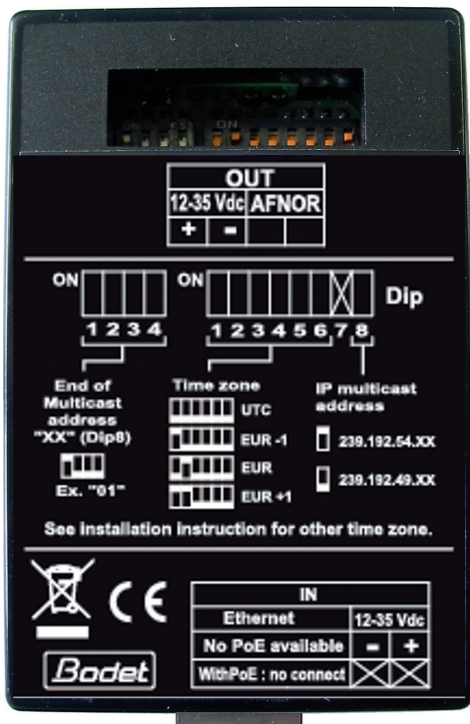 ON
OUT
12-35 Vdc AFNOR
+ -
ON ON Dip
1 2 3 4 1 2 3 4 5 6 7 8
End of Multicast address "XX" (Dip8)
Ex. "01"
Time zone
UTC
EUR -1
EUR
EUR +1
IP multicast address
239.192.54.XX
239.192.49.XX
See installation instruction for other time zone.
IN
Ethernet 12-35 Vdc
No PoE available - +
WithPoE : no connect
CE
Bodet